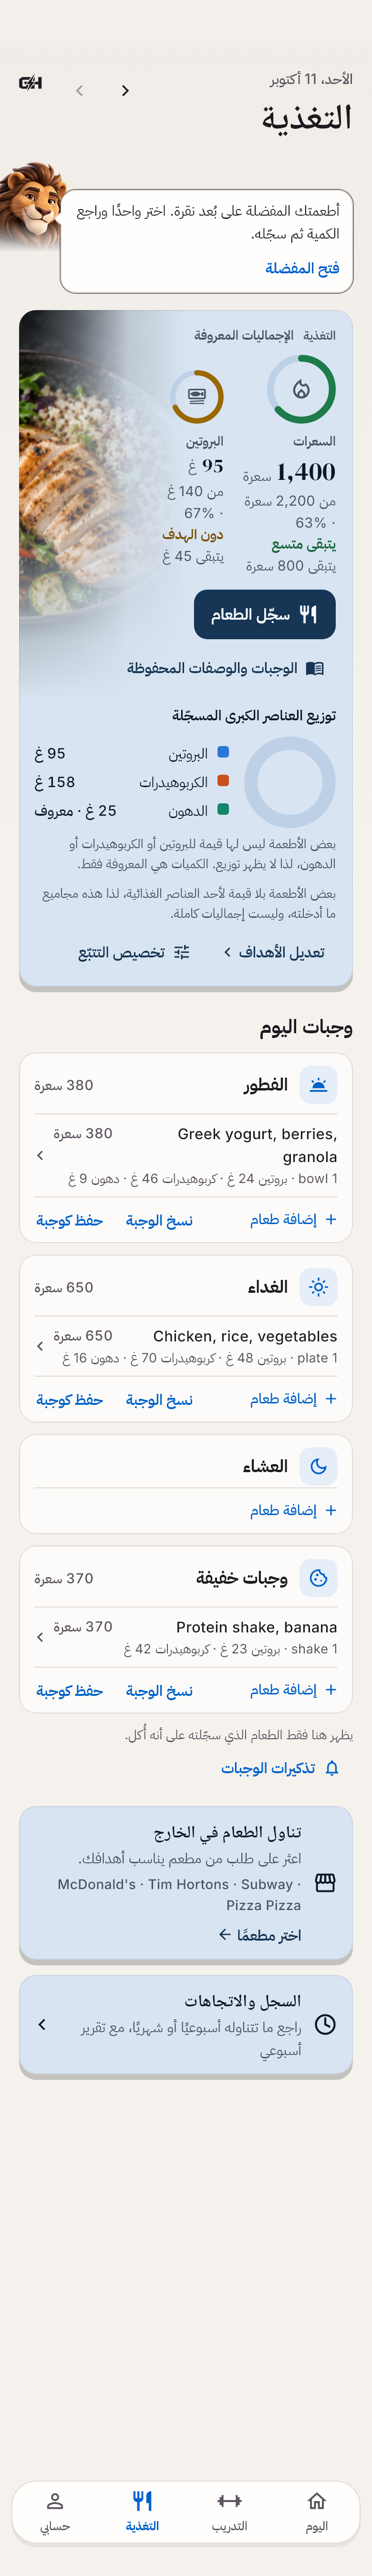 الأحد، 11 أكتوبر
التغذية
أطعمتك المفضلة على بُعد نقرة. اختر واحدًا وراجع
الكمية ثم سجّله.
فتح المفضلة
التغذية الإجماليات المعروفة
السعرات
1,400 سعرة
من 2,200 سعرة
· 63%
يتبقى متسع
يتبقى 800 سعرة
البروتين
95 غ
من 140 غ
· 67%
دون الهدف
يتبقى 45 غ
سجّل الطعام
الوجبات والوصفات المحفوظة
توزيع العناصر الكبرى المسجّلة
البروتين 95 غ
الكربوهيدرات 158 غ
الدهون 25 غ · معروف
بعض الأطعمة ليس لها قيمة للبروتين أو الكربوهيدرات أو
الدهون، لذا لا يظهر توزيع. الكميات هي المعروفة فقط.
بعض الأطعمة بلا قيمة لأحد العناصر الغذائية، لذا هذه مجاميع
ما أدخلته، وليست إجماليات كاملة.
تعديل الأهداف
تخصيص التتبّع
وجبات اليوم
الفطور 380 سعرة
Greek yogurt, berries, 380 سعرة
granola
1 bowl · بروتين 24 غ · كربوهيدرات 46 غ · دهون 9 غ
+ إضافة طعام نسخ الوجبة حفظ كوجبة
الغداء 650 سعرة
Chicken, rice, vegetables 650 سعرة
1 plate · بروتين 48 غ · كربوهيدرات 70 غ · دهون 16 غ
+ إضافة طعام نسخ الوجبة حفظ كوجبة
العشاء
+ إضافة طعام
وجبات خفيفة 370 سعرة
Protein shake, banana 370 سعرة
1 shake · بروتين 23 غ · كربوهيدرات 42 غ
+ إضافة طعام نسخ الوجبة حفظ كوجبة
يظهر هنا فقط الطعام الذي سجّلته على أنه أُكل.
تذكيرات الوجبات
تناول الطعام في الخارج
اعثر على طلب من مطعم يناسب أهدافك.
McDonald's · Tim Hortons · Subway ·
Pizza Pizza
اختر مطعمًا
السجل والاتجاهات
راجع ما تتناوله أسبوعيًا أو شهريًا، مع تقرير
أسبوعي
اليوم
التدريب
التغذية
حسابي